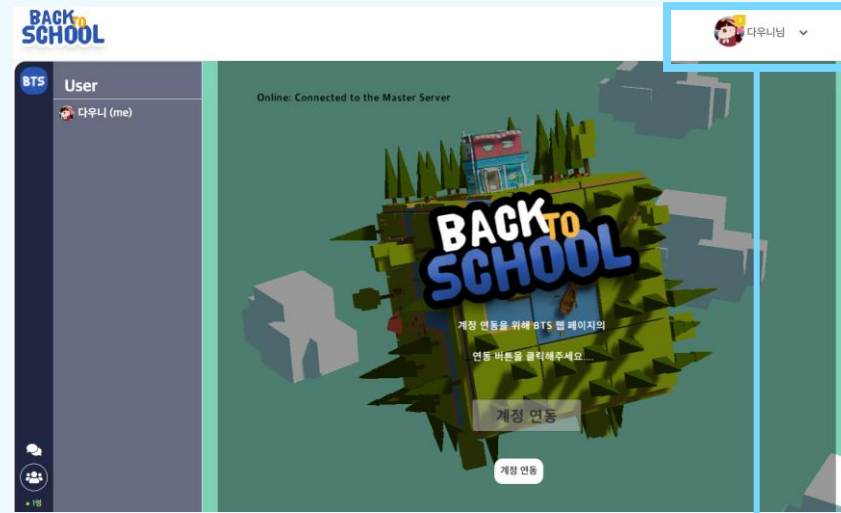 BACK TO
SCHOOL
다우니님
BTS
User
다우니 (me)
Online: Connected to the Master Server
BACK TO
SCHOOL
계정 연동을 위해 BTS 웹 페이지의
연동 버튼을 클릭해주세요....
계정 연동
계정 연동
1명